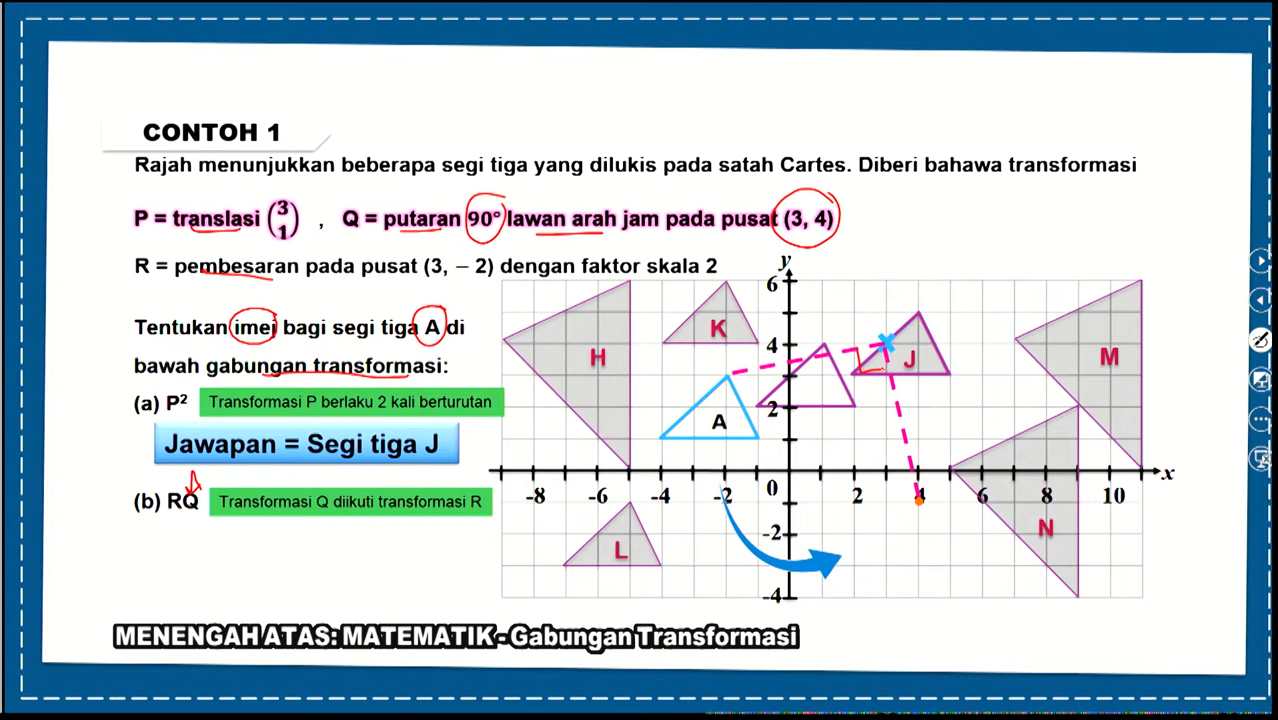 CONTOH 1
Rajah menunjukkan beberapa segi tiga yang dilukis pada satah Cartes. Diberi bahawa transformasi
P = translasi (3 1) , Q = putaran 90° lawan arah jam pada pusat (3, 4)
R = pembesaran pada pusat (3, – 2) dengan faktor skala 2
Tentukan imej bagi segi tiga A di
bawah gabungan transformasi:
(a) P² Transformasi P berlaku 2 kali berturutan
Jawapan = Segi tiga J
(b) RQ Transformasi Q diikuti transformasi R
y
6
K
4
H
J
M
2
A
x
-8 -6 -4 -2 0 2 4 6 8 10
N
-2
L
-4
MENENGAH ATAS: MATEMATIK - Gabungan Transformasi